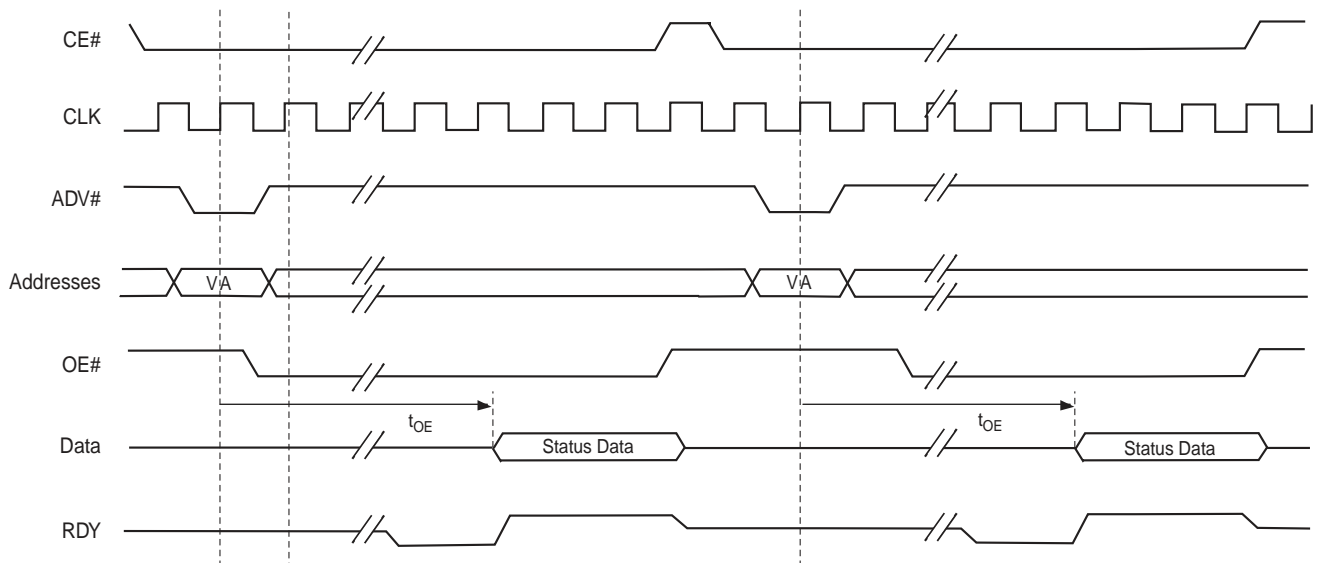 CE#
CLK
ADV#
Addresses
VA
VA
OE#
tOE
tOE
Data
Status Data
Status Data
RDY